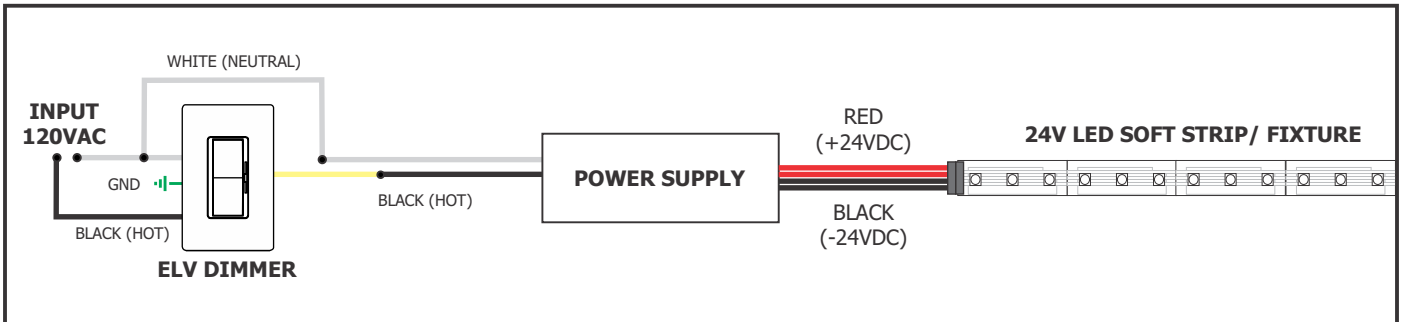 WHITE (NEUTRAL)
INPUT
120VAC
GND
BLACK (HOT)
ELV DIMMER
BLACK (HOT)
POWER SUPPLY
RED
(+24VDC)
BLACK
(-24VDC)
24V LED SOFT STRIP/ FIXTURE